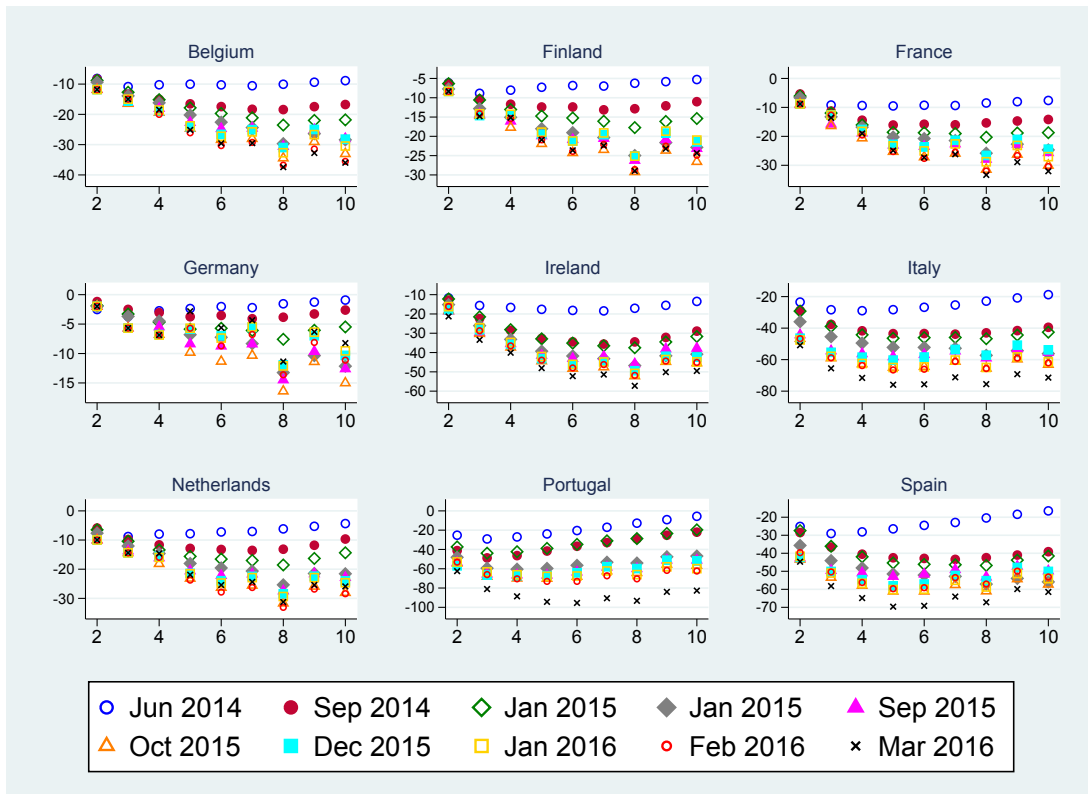 Belgium Finland France
-10 -5 0
-20 -10 -10
-30 -15 -20
-40 -20 -30
-25
-30
2 4 6 8 10 2 4 6 8 10 2 4 6 8 10
Germany Ireland Italy
0 -10 -20
-5 -20 -40
-10 -30 -60
-15 -40 -80
-50
-60
2 4 6 8 10 2 4 6 8 10 2 4 6 8 10
Netherlands Portugal Spain
0 0 -20
-10 -20 -30
-20 -40 -40
-30 -60 -50
-80 -60
-100 -70
2 4 6 8 10 2 4 6 8 10 2 4 6 8 10
Jun 2014 Sep 2014 Jan 2015 Jan 2015 Sep 2015
Oct 2015 Dec 2015 Jan 2016 Feb 2016 Mar 2016